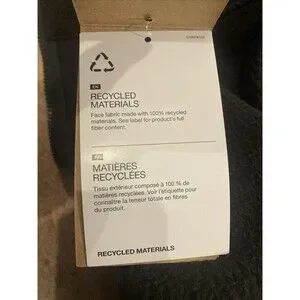 EN
RECYCLED
MATERIALS
Face fabric made with 100% recycled
materials. See label for product's full
fiber content.
MATIÈRES
RECYCLÉES
Tissu extérieur composé à 100 % de
matières recyclées. Voir l'étiquette pour
connaître la teneur totale en fibres
du produit.
RECYCLED MATERIALS